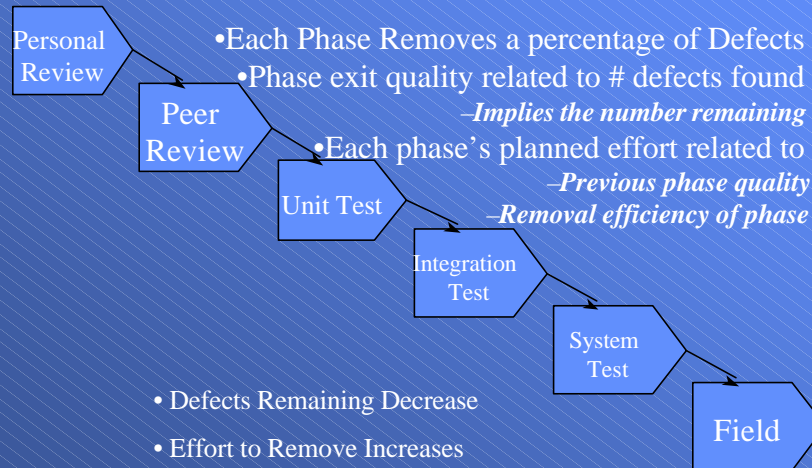 Personal
Review
•Each Phase Removes a percentage of Defects
•Phase exit quality related to # defects found
–Implies the number remaining
Peer
Review
•Each phase's planned effort related to
–Previous phase quality
–Removal efficiency of phase
Unit Test
Integration
Test
System
Test
• Defects Remaining Decrease
• Effort to Remove Increases
Field